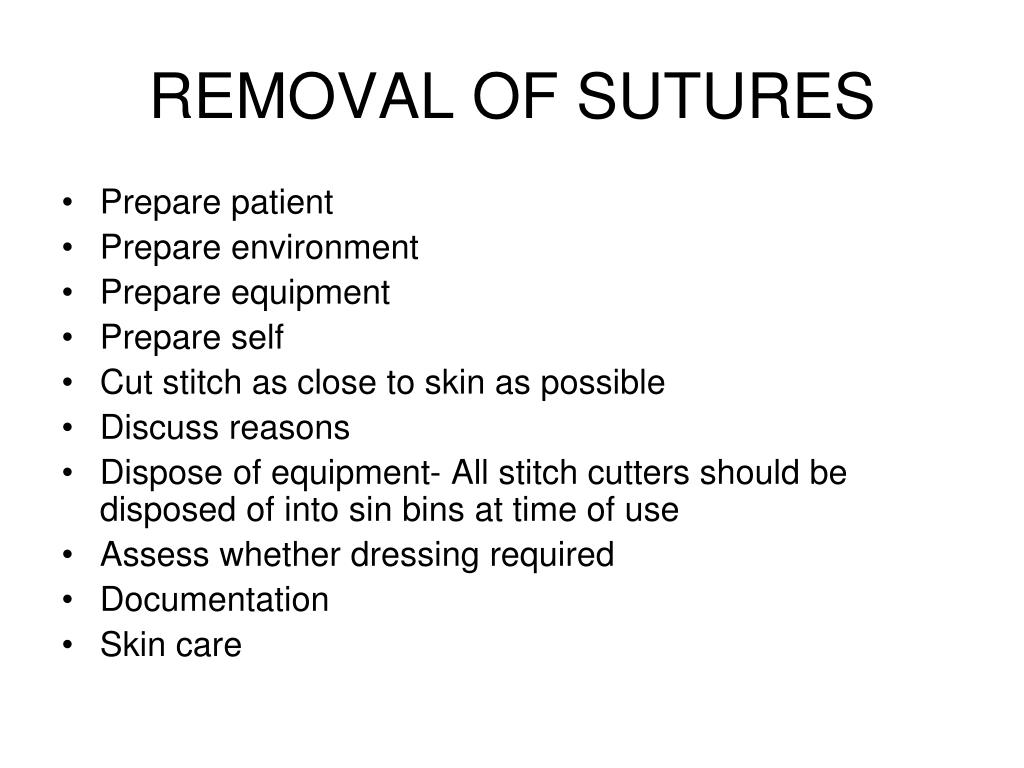 REMOVAL OF SUTURES
• Prepare patient
• Prepare environment
• Prepare equipment
• Prepare self
• Cut stitch as close to skin as possible
• Discuss reasons
• Dispose of equipment- All stitch cutters should be
disposed of into sin bins at time of use
• Assess whether dressing required
• Documentation
• Skin care